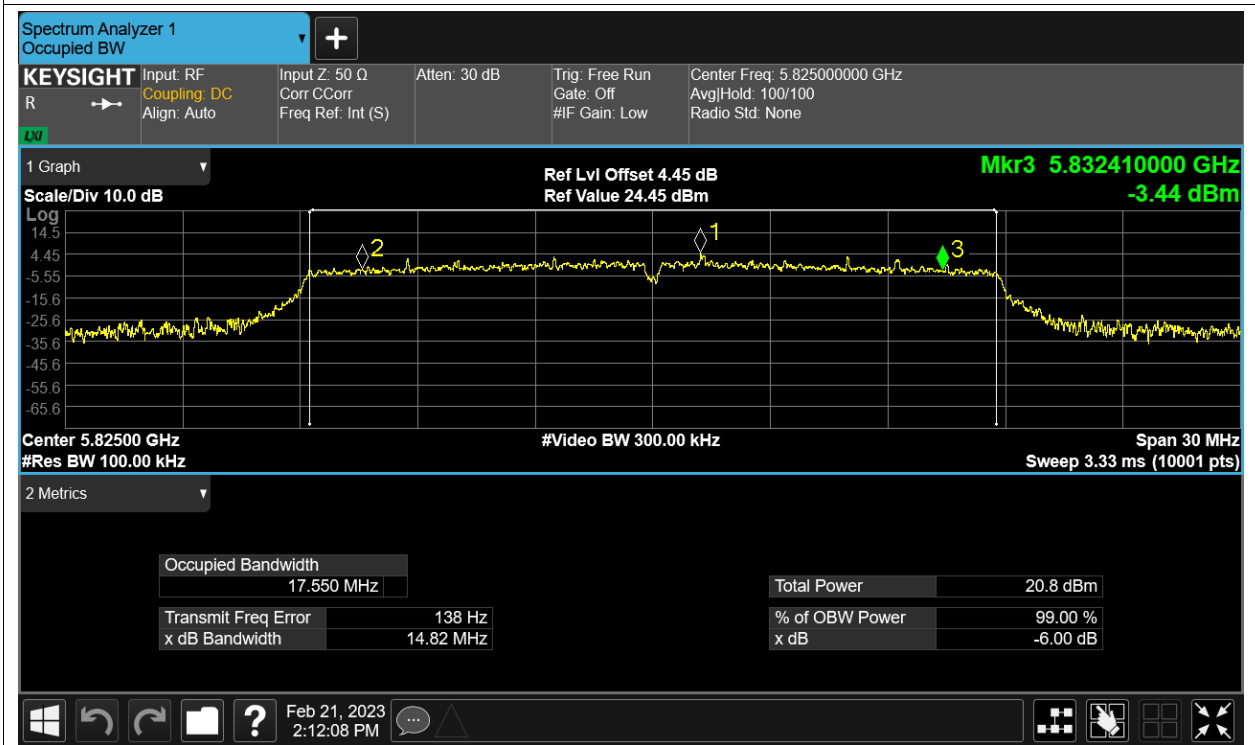 Spectrum Analyzer 1
Occupied BW
KEYSIGHT Input: RF Input Z: 50 Ω Atten: 30 dB Trig: Free Run Center Freq: 5.825000000 GHz
R Coupling: DC Corr CCorr Gate: Off Avg|Hold: 100/100
Align: Auto Freq Ref: Int (S) #IF Gain: Low Radio Std: None
LXI
1 Graph Ref Lvl Offset 4.45 dB Mkr3 5.832410000 GHz
Scale/Div 10.0 dB Ref Value 24.45 dBm -3.44 dBm
Log
14.5
4.45
-5.55
-15.6
-25.6
-35.6
-45.6
-55.6
-65.6
2 1 3
Center 5.82500 GHz #Video BW 300.00 kHz Span 30 MHz
#Res BW 100.00 kHz Sweep 3.33 ms (10001 pts)
2 Metrics
Occupied Bandwidth
17.550 MHz Total Power 20.8 dBm
Transmit Freq Error 138 Hz % of OBW Power 99.00 %
x dB Bandwidth 14.82 MHz x dB -6.00 dB
? Feb 21, 2023
2:12:08 PM